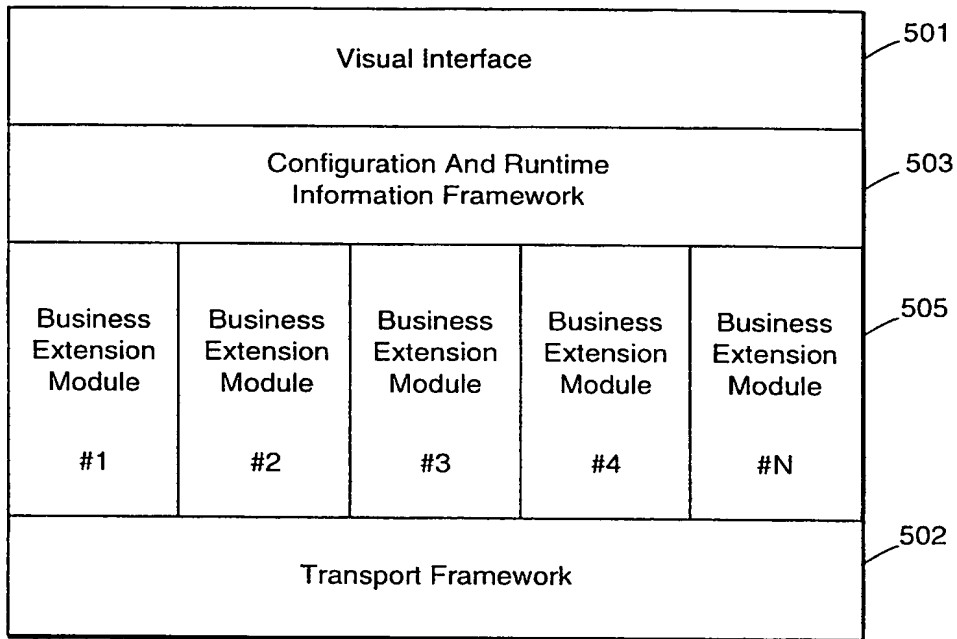 Visual Interface
501
Configuration And Runtime
Information Framework
503
Business
Extension
Module
#1
Business
Extension
Module
#2
Business
Extension
Module
#3
Business
Extension
Module
#4
Business
Extension
Module
#N
505
Transport Framework
502